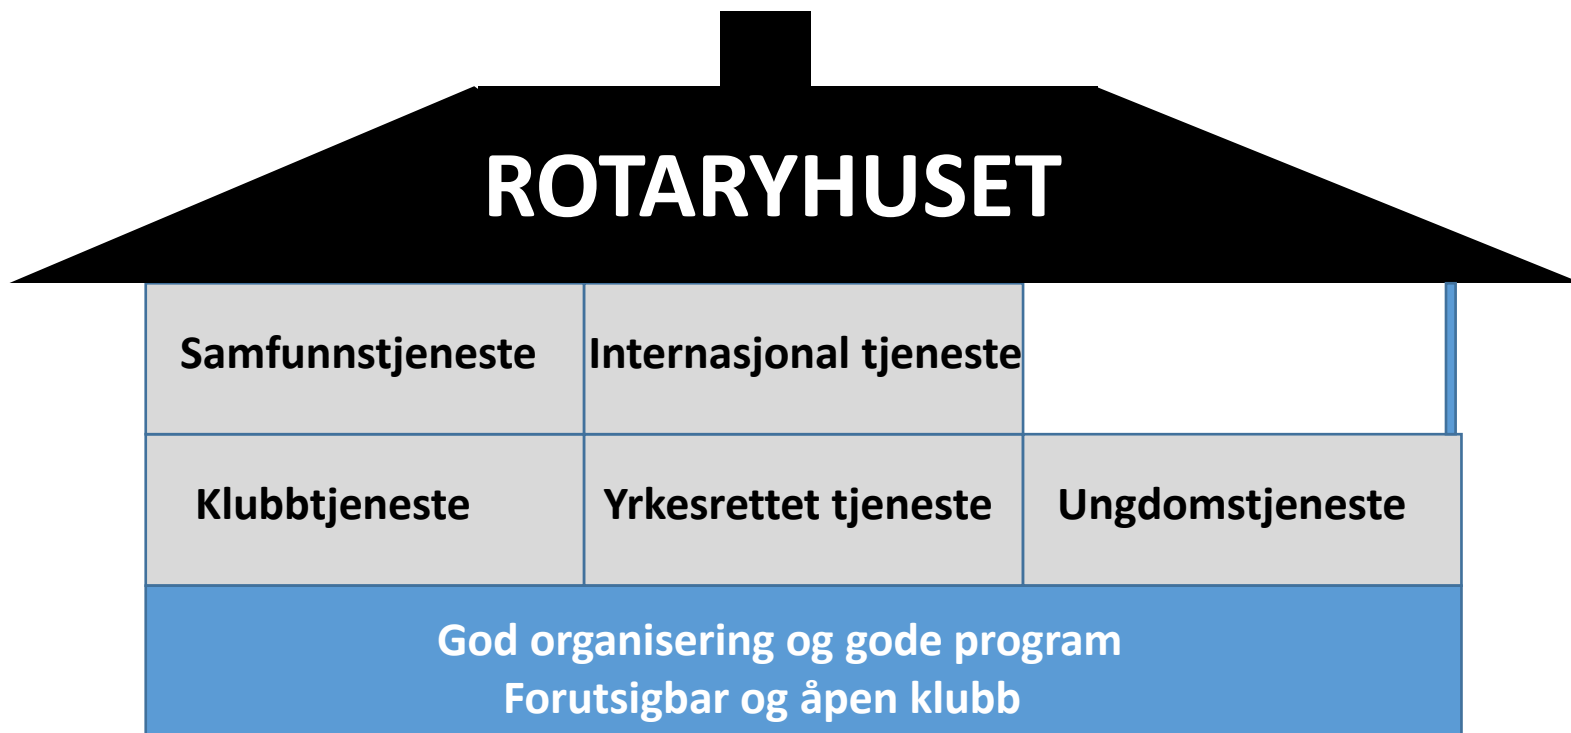 ROTARYHUSET
Samfunnstjeneste
Internasjonal tjeneste
Klubbtjeneste
Yrkesrettet tjeneste
Ungdomstjeneste
God organisering og gode program
Forutsigbar og åpen klubb